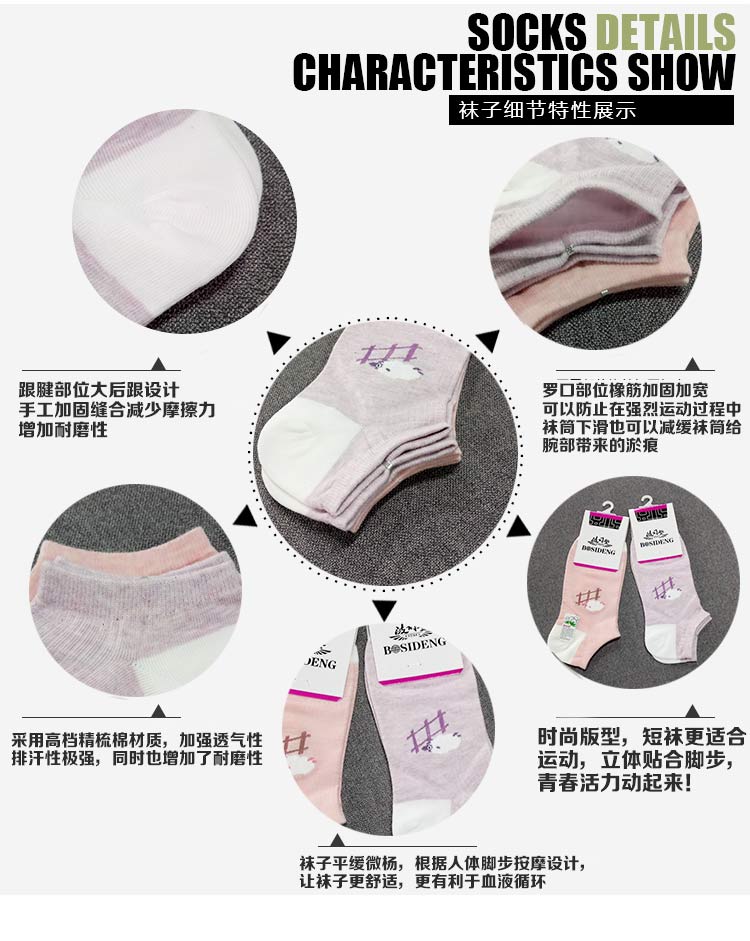 SOCKS DETAILS
CHARACTERISTICS SHOW
袜子细节特性展示
跟腱部位大后跟设计
手工加固缝合减少摩擦力
增加耐磨性
罗口部位橡筋加固加宽
可以防止在强烈运动过程中
袜筒下滑也可以减缓袜筒给
腕部带来的淤痕
BOSIDENG
BOSIDENG
采用高档精梳棉材质，加强透气性
排汗性极强，同时也增加了耐磨性
IDENG
BOSIDENG
时尚版型，短袜更适合
运动，立体贴合脚步，
青春活力动起来！
袜子平缓微杨，根据人体脚步按摩设计，
让袜子更舒适，更有利于血液循环